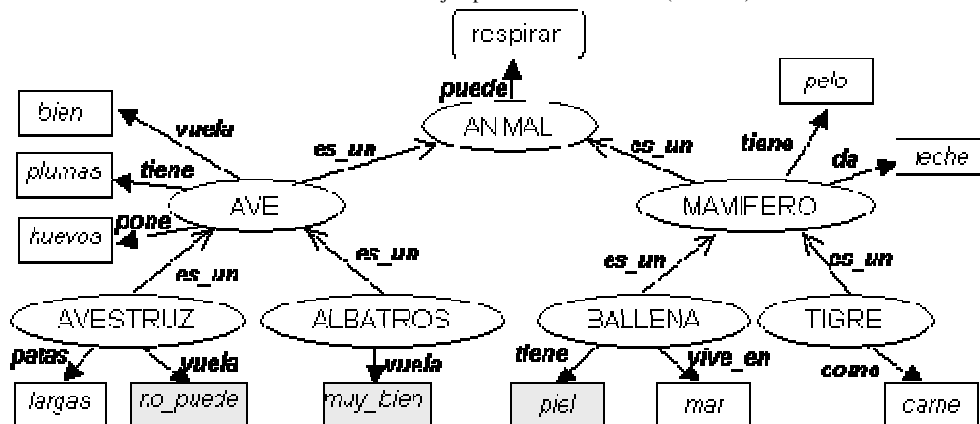 respirar
puede
ANIMAL
pelo
bien
vuela
es_un
es_un
tiene
da
leche
plumas
tiene
AVE
MAMIFERO
huevos
pone
es_un
es_un
es_un
es_un
AVESTRUZ
ALBATROS
BALLENA
TIGRE
patas
vuela
vuela
tiene
vive_en
come
largas
no_puede
muy_bien
piel
mar
carne